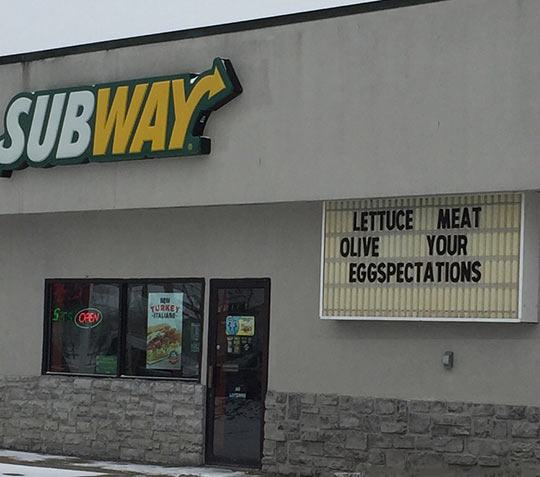 SUBWAY
LETTUCE MEAT
OLIVE YOUR
EGGSPECTATIONS
OPEN
NEW
TURKEY
ITALIANO